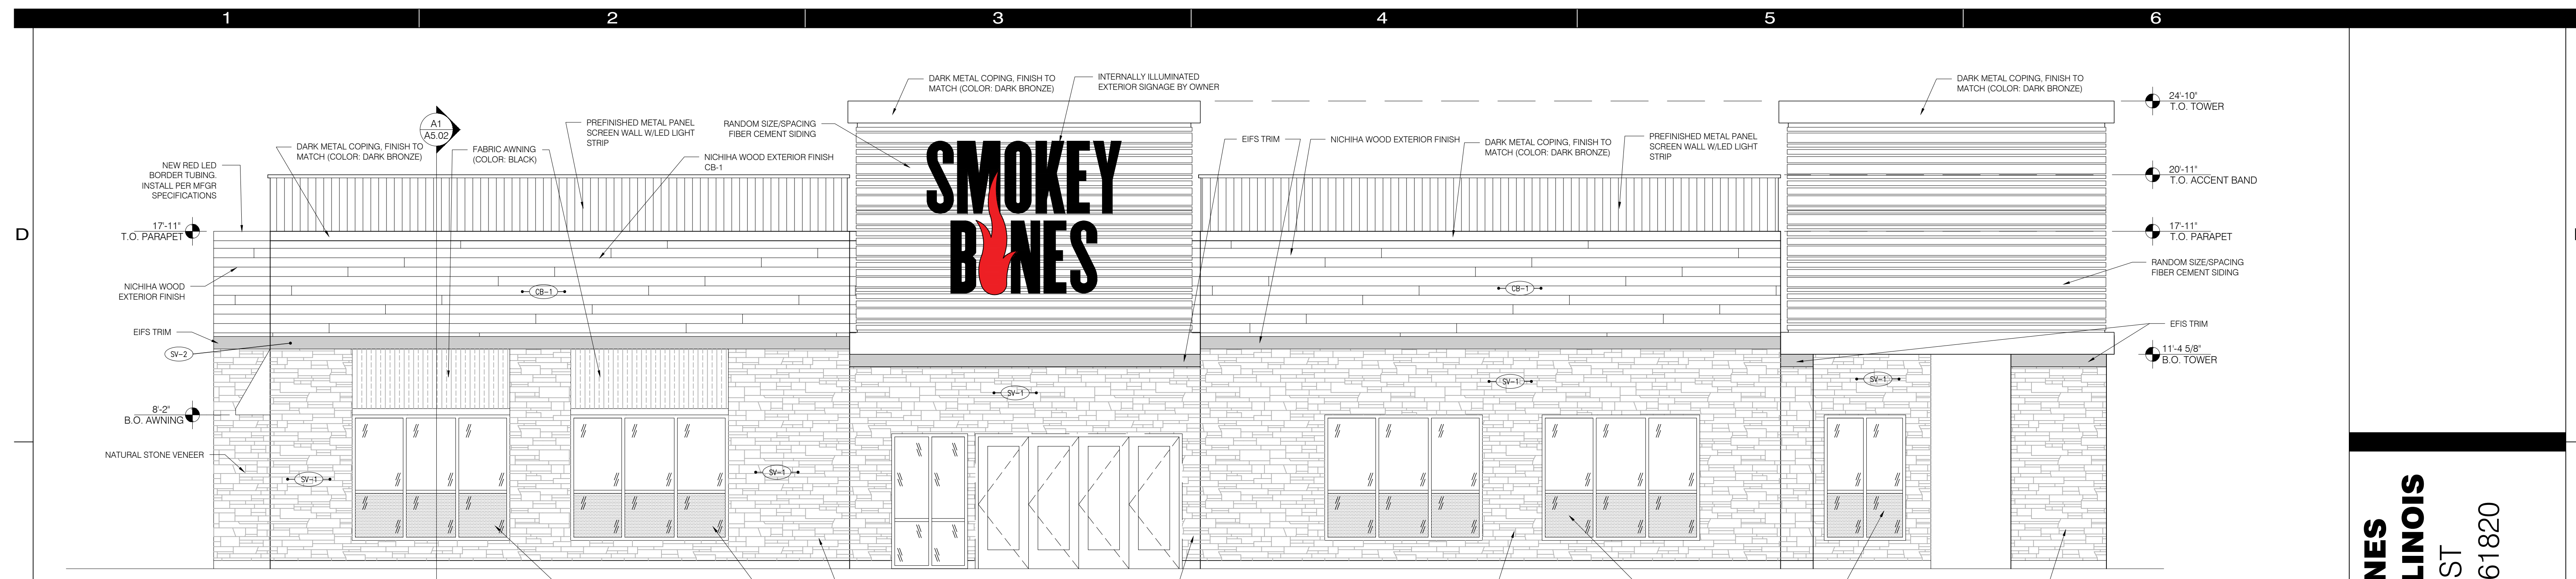 1
2
3
4
5
6
DARK METAL COPING, FINISH TO
MATCH (COLOR: DARK BRONZE)
INTERNALLY ILLUMINATED
EXTERIOR SIGNAGE BY OWNER
DARK METAL COPING, FINISH TO
MATCH (COLOR: DARK BRONZE)
24'-10"
T.O. TOWER
A1
A5.02
PREFINISHED METAL PANEL
SCREEN WALL W/LED LIGHT
STRIP
RANDOM SIZE/SPACING
FIBER CEMENT SIDING
EIFS TRIM
NICHIHA WOOD EXTERIOR FINISH
DARK METAL COPING, FINISH TO
MATCH (COLOR: DARK BRONZE)
PREFINISHED METAL PANEL
SCREEN WALL W/LED LIGHT
STRIP
DARK METAL COPING, FINISH TO
MATCH (COLOR: DARK BRONZE)
FABRIC AWNING
(COLOR: BLACK)
NICHIHA WOOD EXTERIOR FINISH
CB-1
NEW RED LED
BORDER TUBING.
INSTALL PER MFGR
SPECIFICATIONS
SMOKEY
BONES
20'-11"
T.O. ACCENT BAND
17'-11"
T.O. PARAPET
17'-11"
T.O. PARAPET
D
RANDOM SIZE/SPACING
FIBER CEMENT SIDING
NICHIHA WOOD
EXTERIOR FINISH
CB-1
CB-1
EIFS TRIM
SV-2
EFIS TRIM
11'-4 5/8"
B.O. TOWER
SV-1
SV-1
SV-1
8'-2"
B.O. AWNING
NATURAL STONE VENEER
SV-1
SV-1
NES
LINOIS
ST
61820